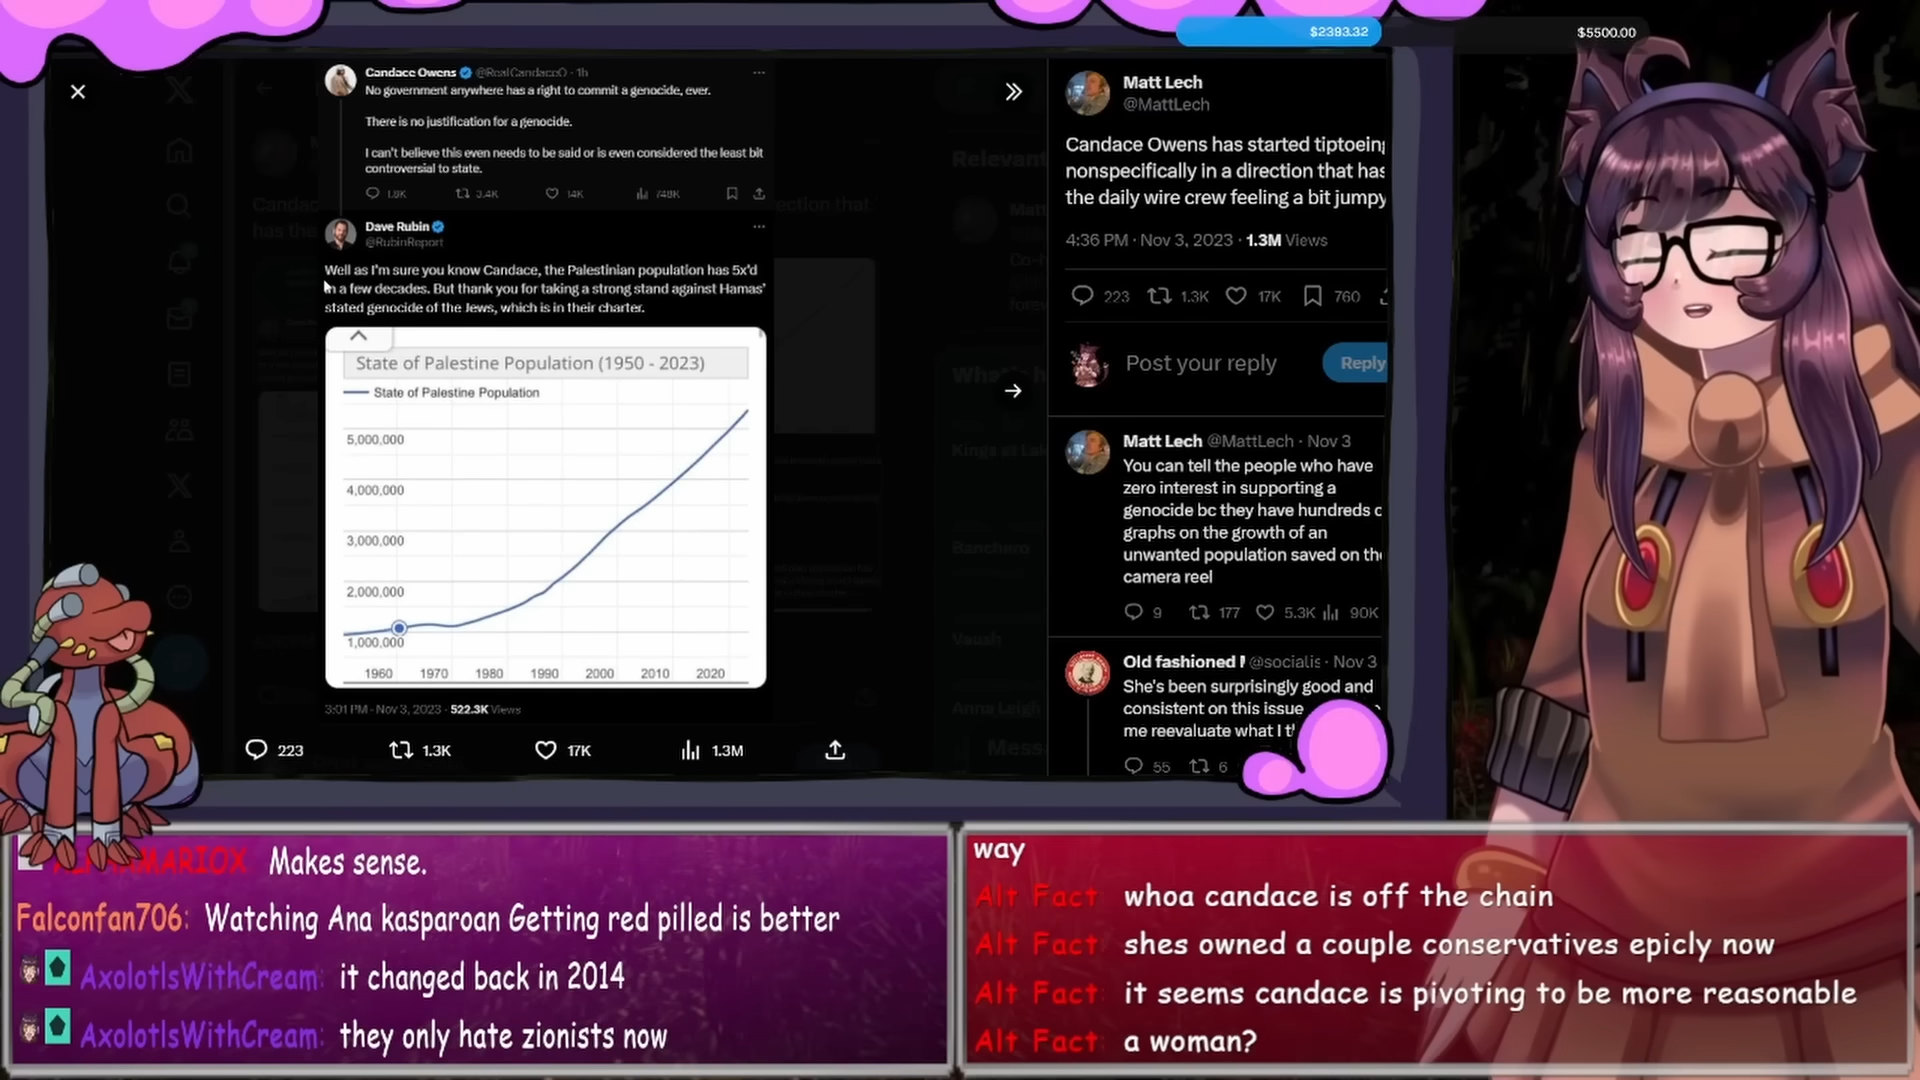 $2393.32
$5500.00
Candace Owens @RealCandaceO · 1h
No government anywhere has a right to commit a genocide, ever.
There is no justification for a genocide.
I can't believe this even needs to be said or is even considered the least bit
controversial to state.
1.8K 3.4K 14K 748K
Dave Rubin
@RubinReport
Well as I'm sure you know Candace, the Palestinian population has 5x'd
in a few decades. But thank you for taking a strong stand against Hamas'
stated genocide of the Jews, which is in their charter.
State of Palestine Population (1950 - 2023)
State of Palestine Population
5,000,000
4,000,000
3,000,000
2,000,000
1,000,000
1960 1970 1980 1990 2000 2010 2020
3:01 PM · Nov 3, 2023 · 522.3K Views
223 1.3K 17K 1.3M
Matt Lech
@MattLech
Candace Owens has started tiptoeing
nonspecifically in a direction that has
the daily wire crew feeling a bit jumpy
4:36 PM · Nov 3, 2023 · 1.3M Views
223 1.3K 17K 760
Post your reply
Reply
Matt Lech @MattLech · Nov 3
You can tell the people who have
zero interest in supporting a
genocide bc they have hundreds o
graphs on the growth of an
unwanted population saved on the
camera reel
9 177 5.3K 90K
Old fashioned @socialis · Nov 3
She's been surprisingly good and
consistent on this issue
me reevaluate what I
55 6
Makes sense.
Falconfan706: Watching Ana kasparoan Getting red pilled is better
AxolotlsWithCream: it changed back in 2014
AxolotlsWithCream: they only hate zionists now
way
Alt Fact: whoa candace is off the chain
Alt Fact: shes owned a couple conservatives epicly now
Alt Fact: it seems candace is pivoting to be more reasonable
Alt Fact: a woman?